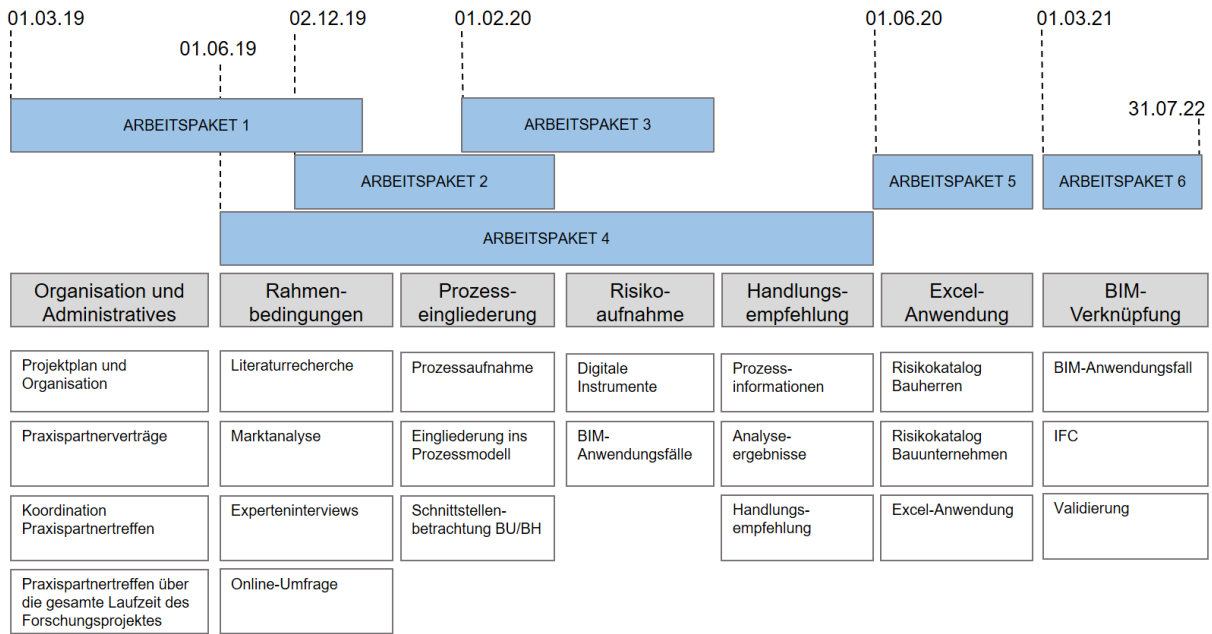 01.03.19
02.12.19
01.02.20
01.06.20
01.03.21
01.06.19
31.07.22
ARBEITSPAKET 1
ARBEITSPAKET 3
ARBEITSPAKET 2
ARBEITSPAKET 5
ARBEITSPAKET 6
ARBEITSPAKET 4
Organisation und
Administratives
Rahmen-
bedingungen
Prozess-
eingliederung
Risiko-
aufnahme
Handlungs-
empfehlung
Excel-
Anwendung
BIM-
Verknüpfung
Projektplan und
Organisation
Literaturrecherche
Prozessaufnahme
Digitale
Instrumente
Prozess-
informationen
Risikokatalog
Bauherren
BIM-Anwendungsfall
Praxispartnerverträge
Marktanalyse
Eingliederung ins
Prozessmodell
BIM-
Anwendungsfälle
Analyse-
ergebnisse
Risikokatalog
Bauunternehmen
IFC
Koordination
Praxispartnertreffen
Experteninterviews
Schnittstellen-
betrachtung BU/BH
Handlungs-
empfehlung
Excel-Anwendung
Validierung
Praxispartnertreffen über
die gesamte Laufzeit des
Forschungsprojektes
Online-Umfrage